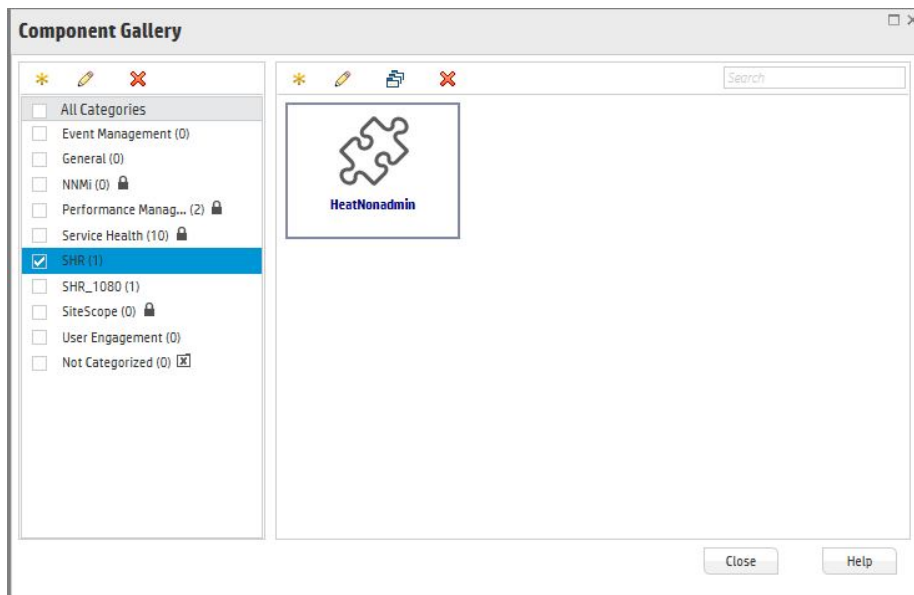 Component Gallery
All Categories
Event Management (0)
General (0)
NNMi (0)
Performance Manag... (2)
Service Health (10)
SHR (1)
SHR_1080 (1)
SiteScope (0)
User Engagement (0)
Not Categorized (0)
Search
HeatNonadmin
Close
Help